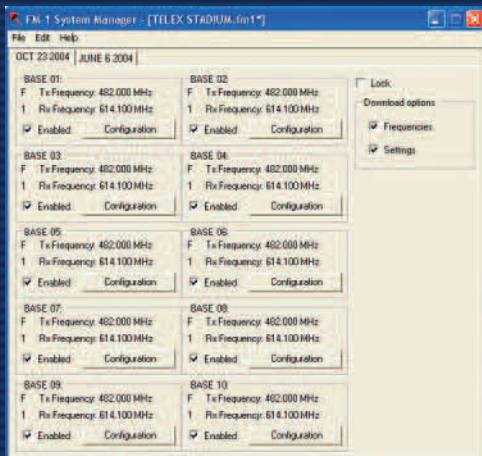 FM-1 System Manager - [TELEX STADIUM.fm1*]
File Edit Help
OCT 23 2004 JUNE 6 2004
BASE 01:
F Tx Frequency: 482.000 MHz
1 Rx Frequency: 614.100 MHz
Enabled Configuration
BASE 02:
F Tx Frequency: 482.000 MHz
1 Rx Frequency: 614.100 MHz
Enabled Configuration
Lock
Download options
Frequencies
Settings
BASE 03:
F Tx Frequency: 482.000 MHz
1 Rx Frequency: 614.100 MHz
Enabled Configuration
BASE 04:
F Tx Frequency: 482.000 MHz
1 Rx Frequency: 614.100 MHz
Enabled Configuration
BASE 05:
F Tx Frequency: 482.000 MHz
1 Rx Frequency: 614.100 MHz
Enabled Configuration
BASE 06:
F Tx Frequency: 482.000 MHz
1 Rx Frequency: 614.100 MHz
Enabled Configuration
BASE 07:
F Tx Frequency: 482.000 MHz
1 Rx Frequency: 614.100 MHz
Enabled Configuration
BASE 08:
F Tx Frequency: 482.000 MHz
1 Rx Frequency: 614.100 MHz
Enabled Configuration
BASE 09:
F Tx Frequency: 482.000 MHz
1 Rx Frequency: 614.100 MHz
Enabled Configuration
BASE 10:
F Tx Frequency: 482.000 MHz
1 Rx Frequency: 614.100 MHz
Enabled Configuration